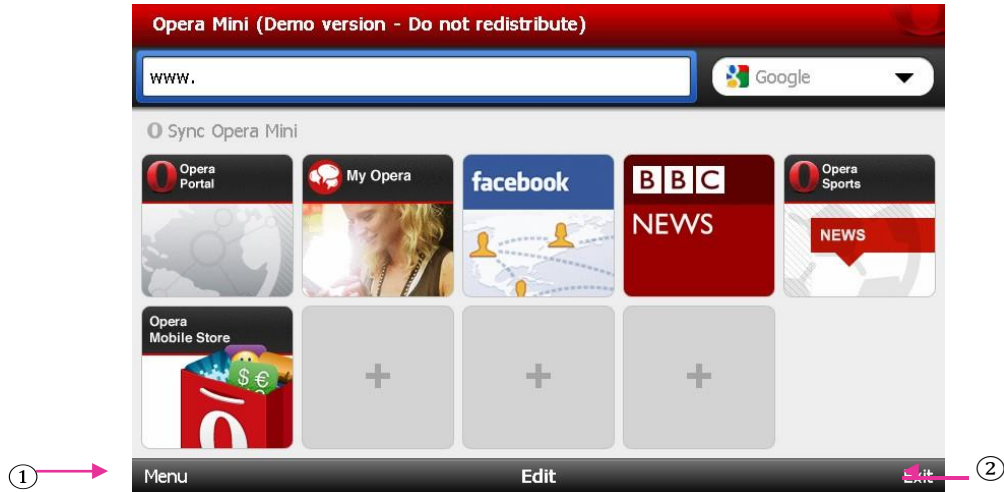 Opera Mini (Demo version - Do not redistribute)
www.
Google
Sync Opera Mini
Opera
Portal
My Opera
facebook
BBC
NEWS
Opera
Sports
NEWS
Opera
Mobile Store
$ €
① Menu Edit Exit ②